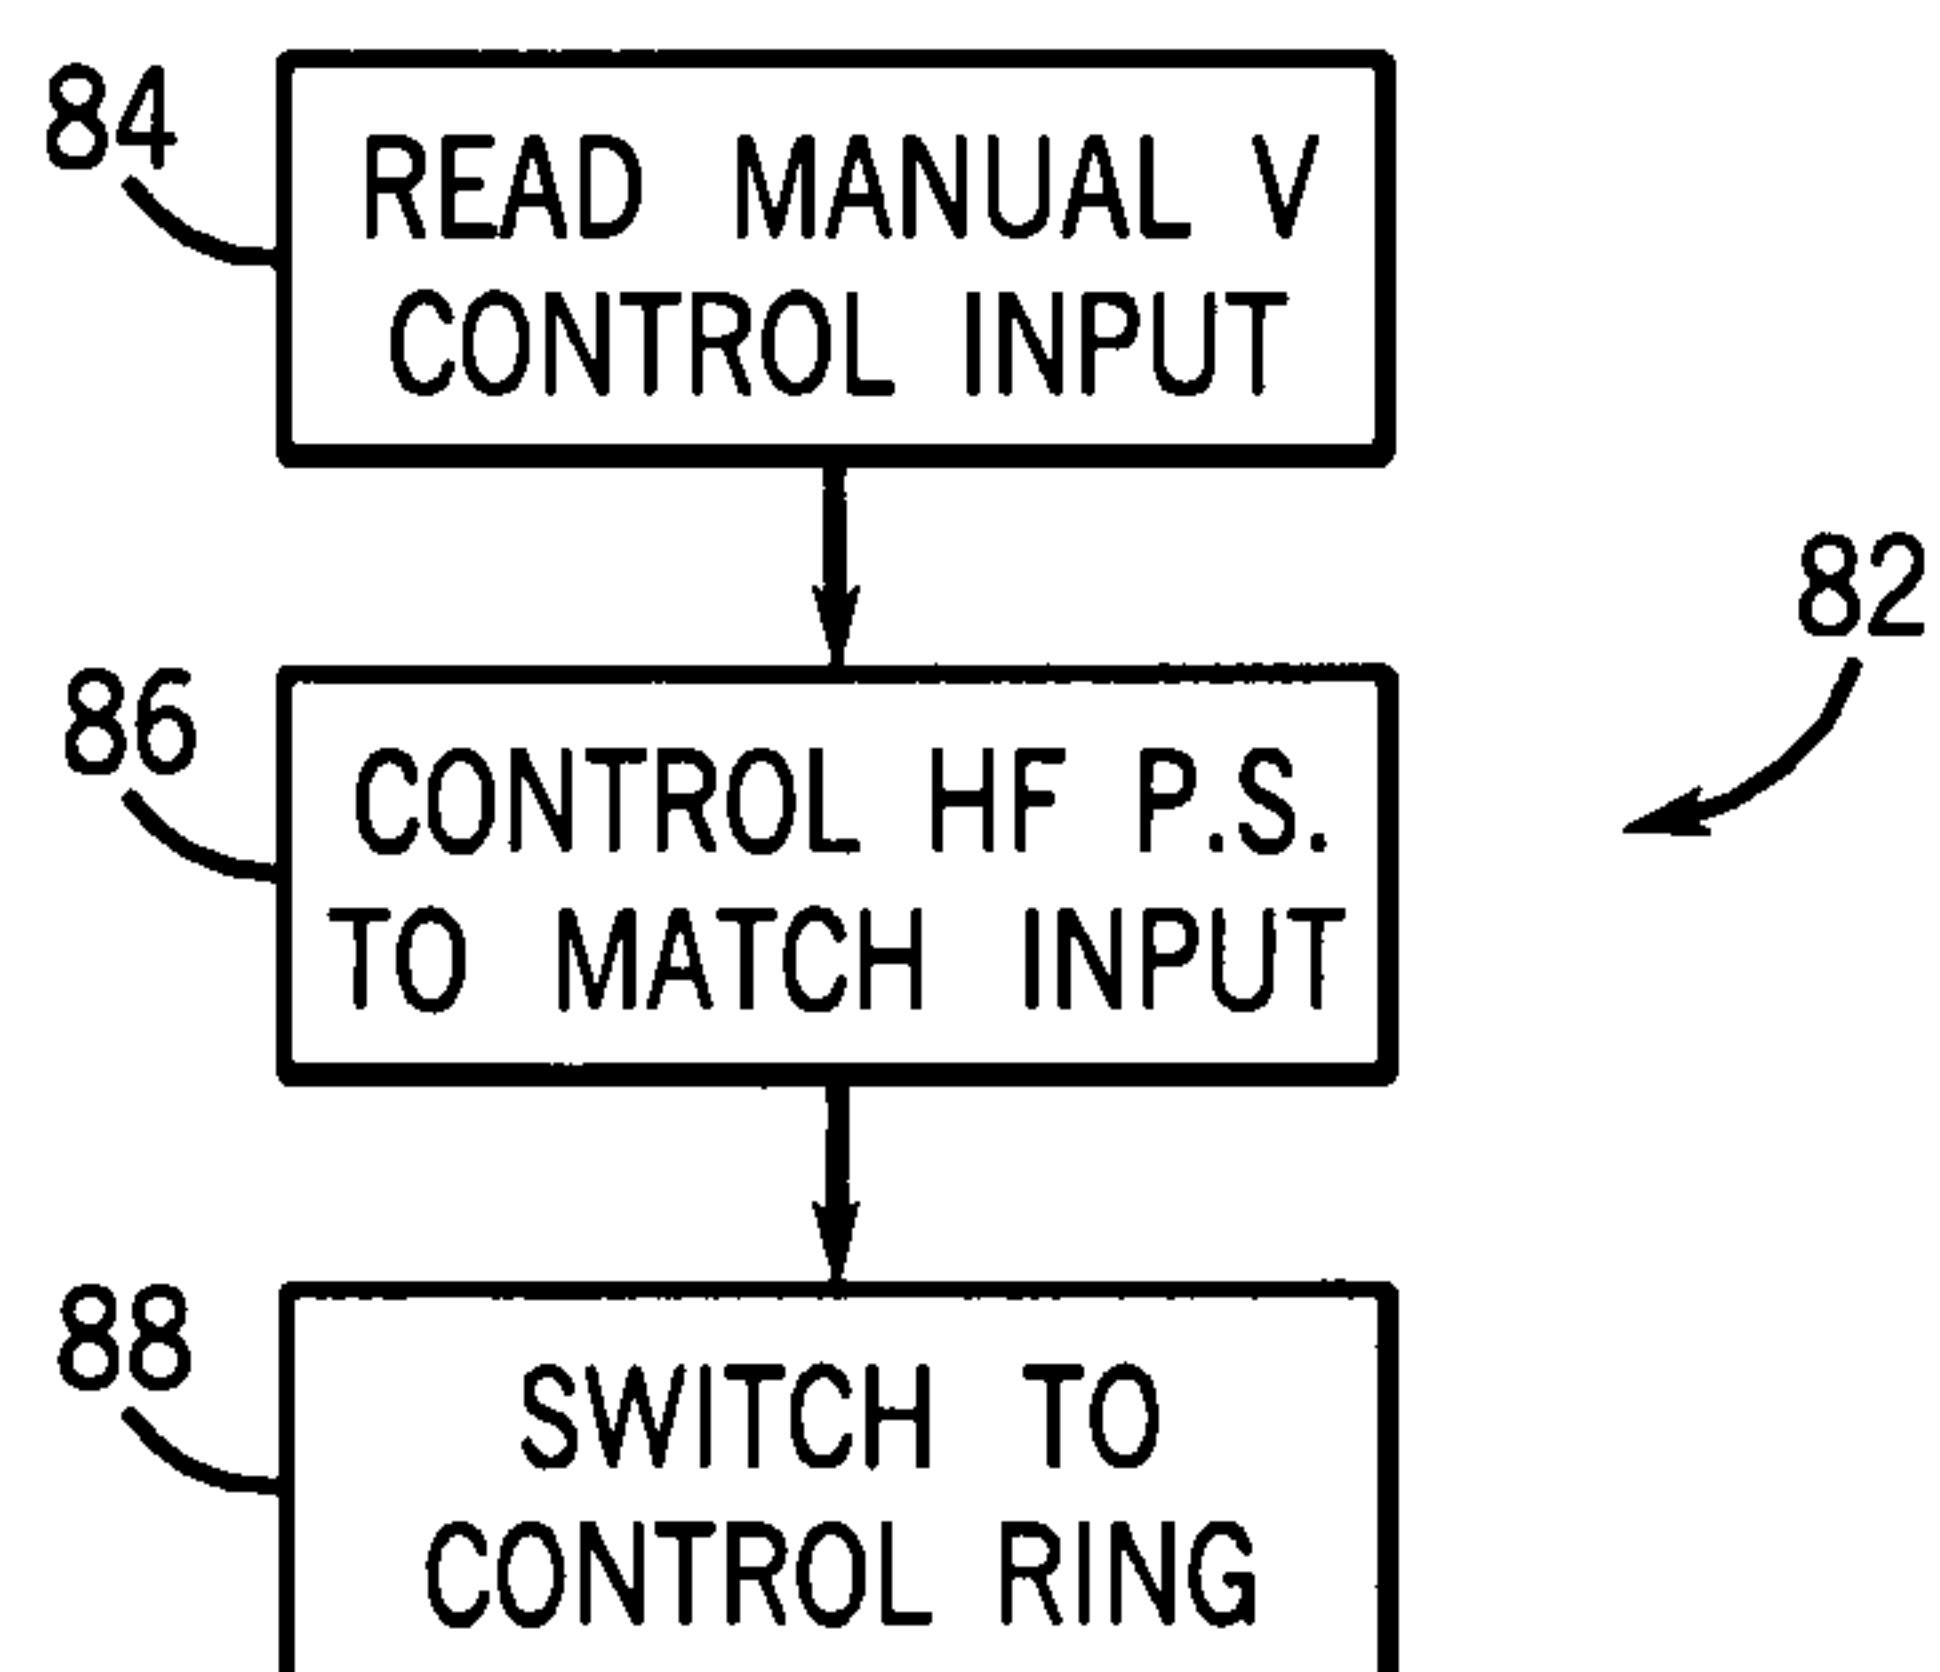 84
READ MANUAL V
CONTROL INPUT
82
86
CONTROL HF P.S.
TO MATCH INPUT
88
SWITCH TO
CONTROL RING